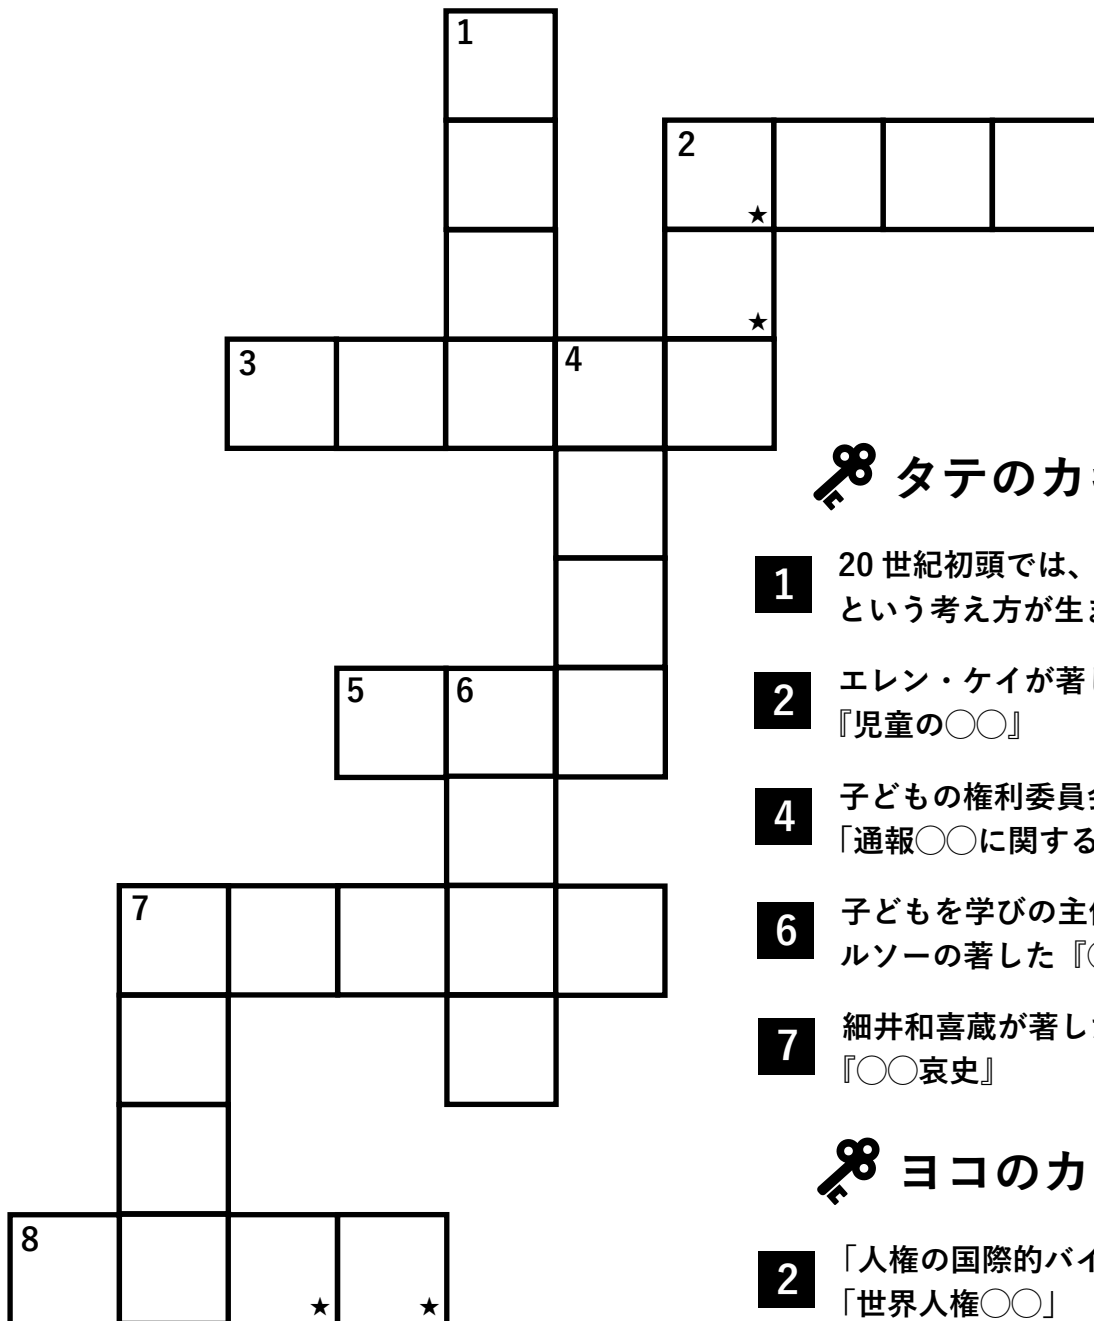 1
2
★
★
3
4
タテのカ
1
20 世紀初頭では、
という考え方が生
2
エレン・ケイが著
『児童の○○』
5
6
4
子どもの権利委員
「通報○○に関する
7
6
子どもを学びの主
ルソーの著した『
7
細井和喜蔵が著し
『○○哀史』
ヨコのカ
8
★
★
2
「人権の国際的バイ
「世界人権○○」